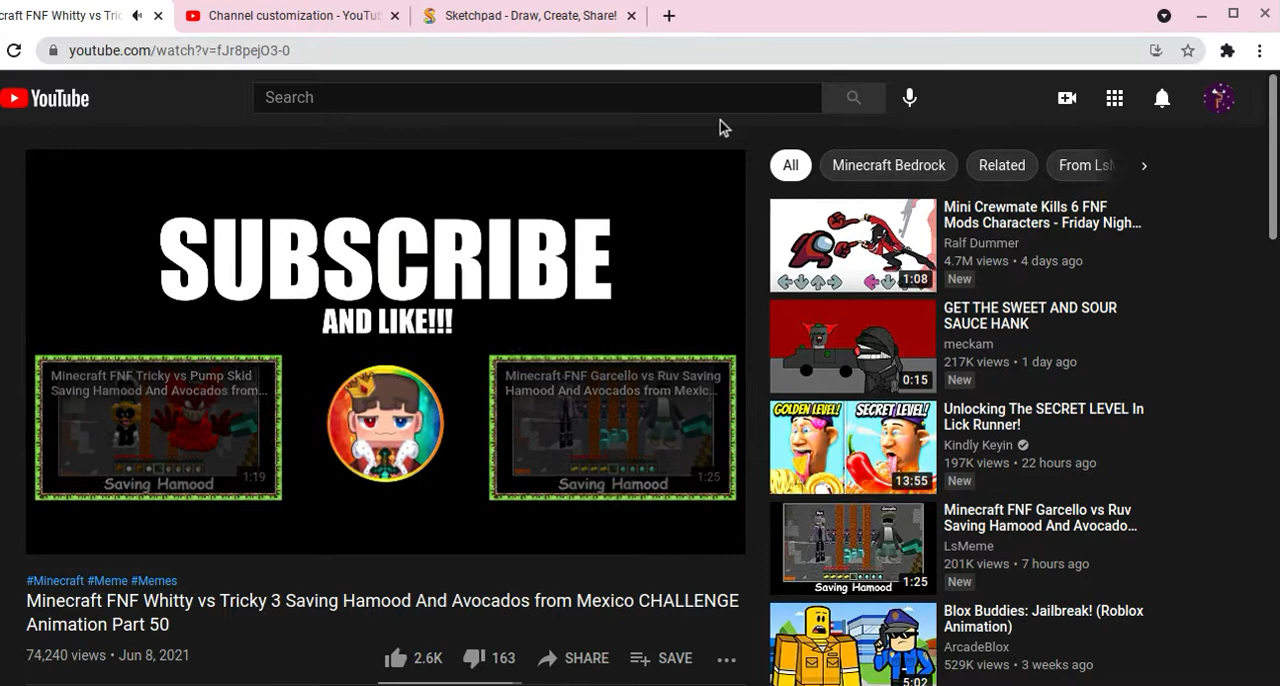 craft FNF Whitty vs Tric
Channel customization - YouTu
Sketchpad - Draw, Create, Share!
youtube.com/watch?v=fJr8pejO3-0
YouTube
Search
All
Minecraft Bedrock
Related
From LsM
SUBSCRIBE
AND LIKE!!!
Minecraft FNF Tricky vs Pump Skid
Saving Hamood And Avocados from...
1:19
Saving Hamood
Minecraft FNF Garcello vs Ruv Saving
Hamood And Avocados from Mexic...
1:25
Saving Hamood
#Minecraft #Meme #Memes
Minecraft FNF Whitty vs Tricky 3 Saving Hamood And Avocados from Mexico CHALLENGE
Animation Part 50
74,240 views • Jun 8, 2021
2.6K
163
SHARE
SAVE
1:08
Mini Crewmate Kills 6 FNF
Mods Characters - Friday Nigh...
Ralf Dummer
4.7M views • 4 days ago
New
0:15
GET THE SWEET AND SOUR
SAUCE HANK
meckam
217K views • 1 day ago
New
GOLDEN LEVEL!
SECRET LEVEL!
13:55
Unlocking The SECRET LEVEL In
Lick Runner!
Kindly Keyin
197K views • 22 hours ago
New
Saving Hamood
1:25
Minecraft FNF Garcello vs Ruv
Saving Hamood And Avocado...
LsMeme
201K views • 7 hours ago
New
5:02
Blox Buddies: Jailbreak! (Roblox
Animation)
ArcadeBlox
529K views • 3 weeks ago